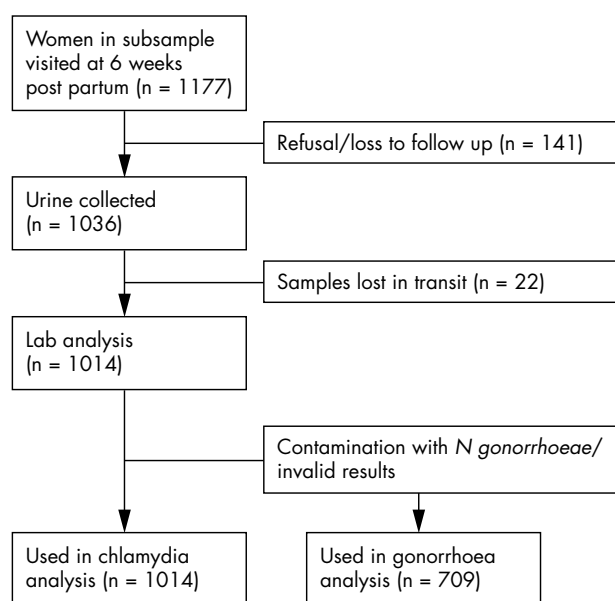 Women in subsample
visited at 6 weeks
post partum (n = 1177)
Refusal/loss to follow up (n = 141)
Urine collected
(n = 1036)
Samples lost in transit (n = 22)
Lab analysis
(n = 1014)
Contamination with N gonorrhoeae/
invalid results
Used in chlamydia
analysis (n = 1014)
Used in gonorrhoea
analysis (n = 709)